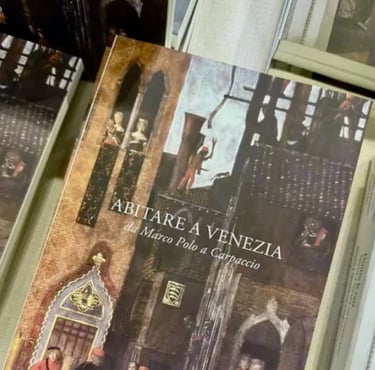 ABITARE A VENEZIA
da Marco Polo a Carpaccio